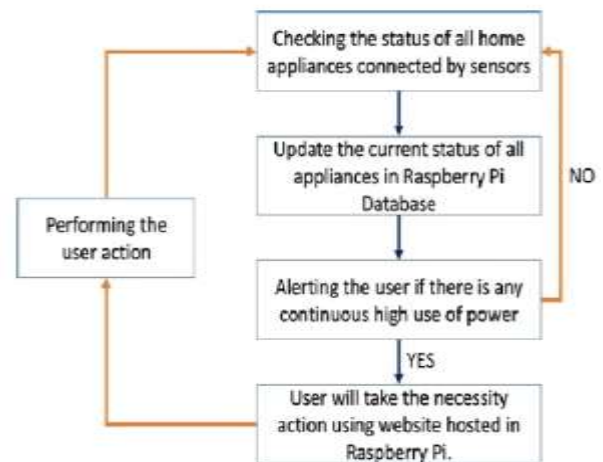 Checking the status of all home
appliances connected by sensors
Update the current status of all
appliances in Raspberry Pi
Database
NO
Performing the
user action
Alerting the user if there is any
continuous high use of power
YES
User will take the necessity
action using website hosted in
Raspberry Pi.